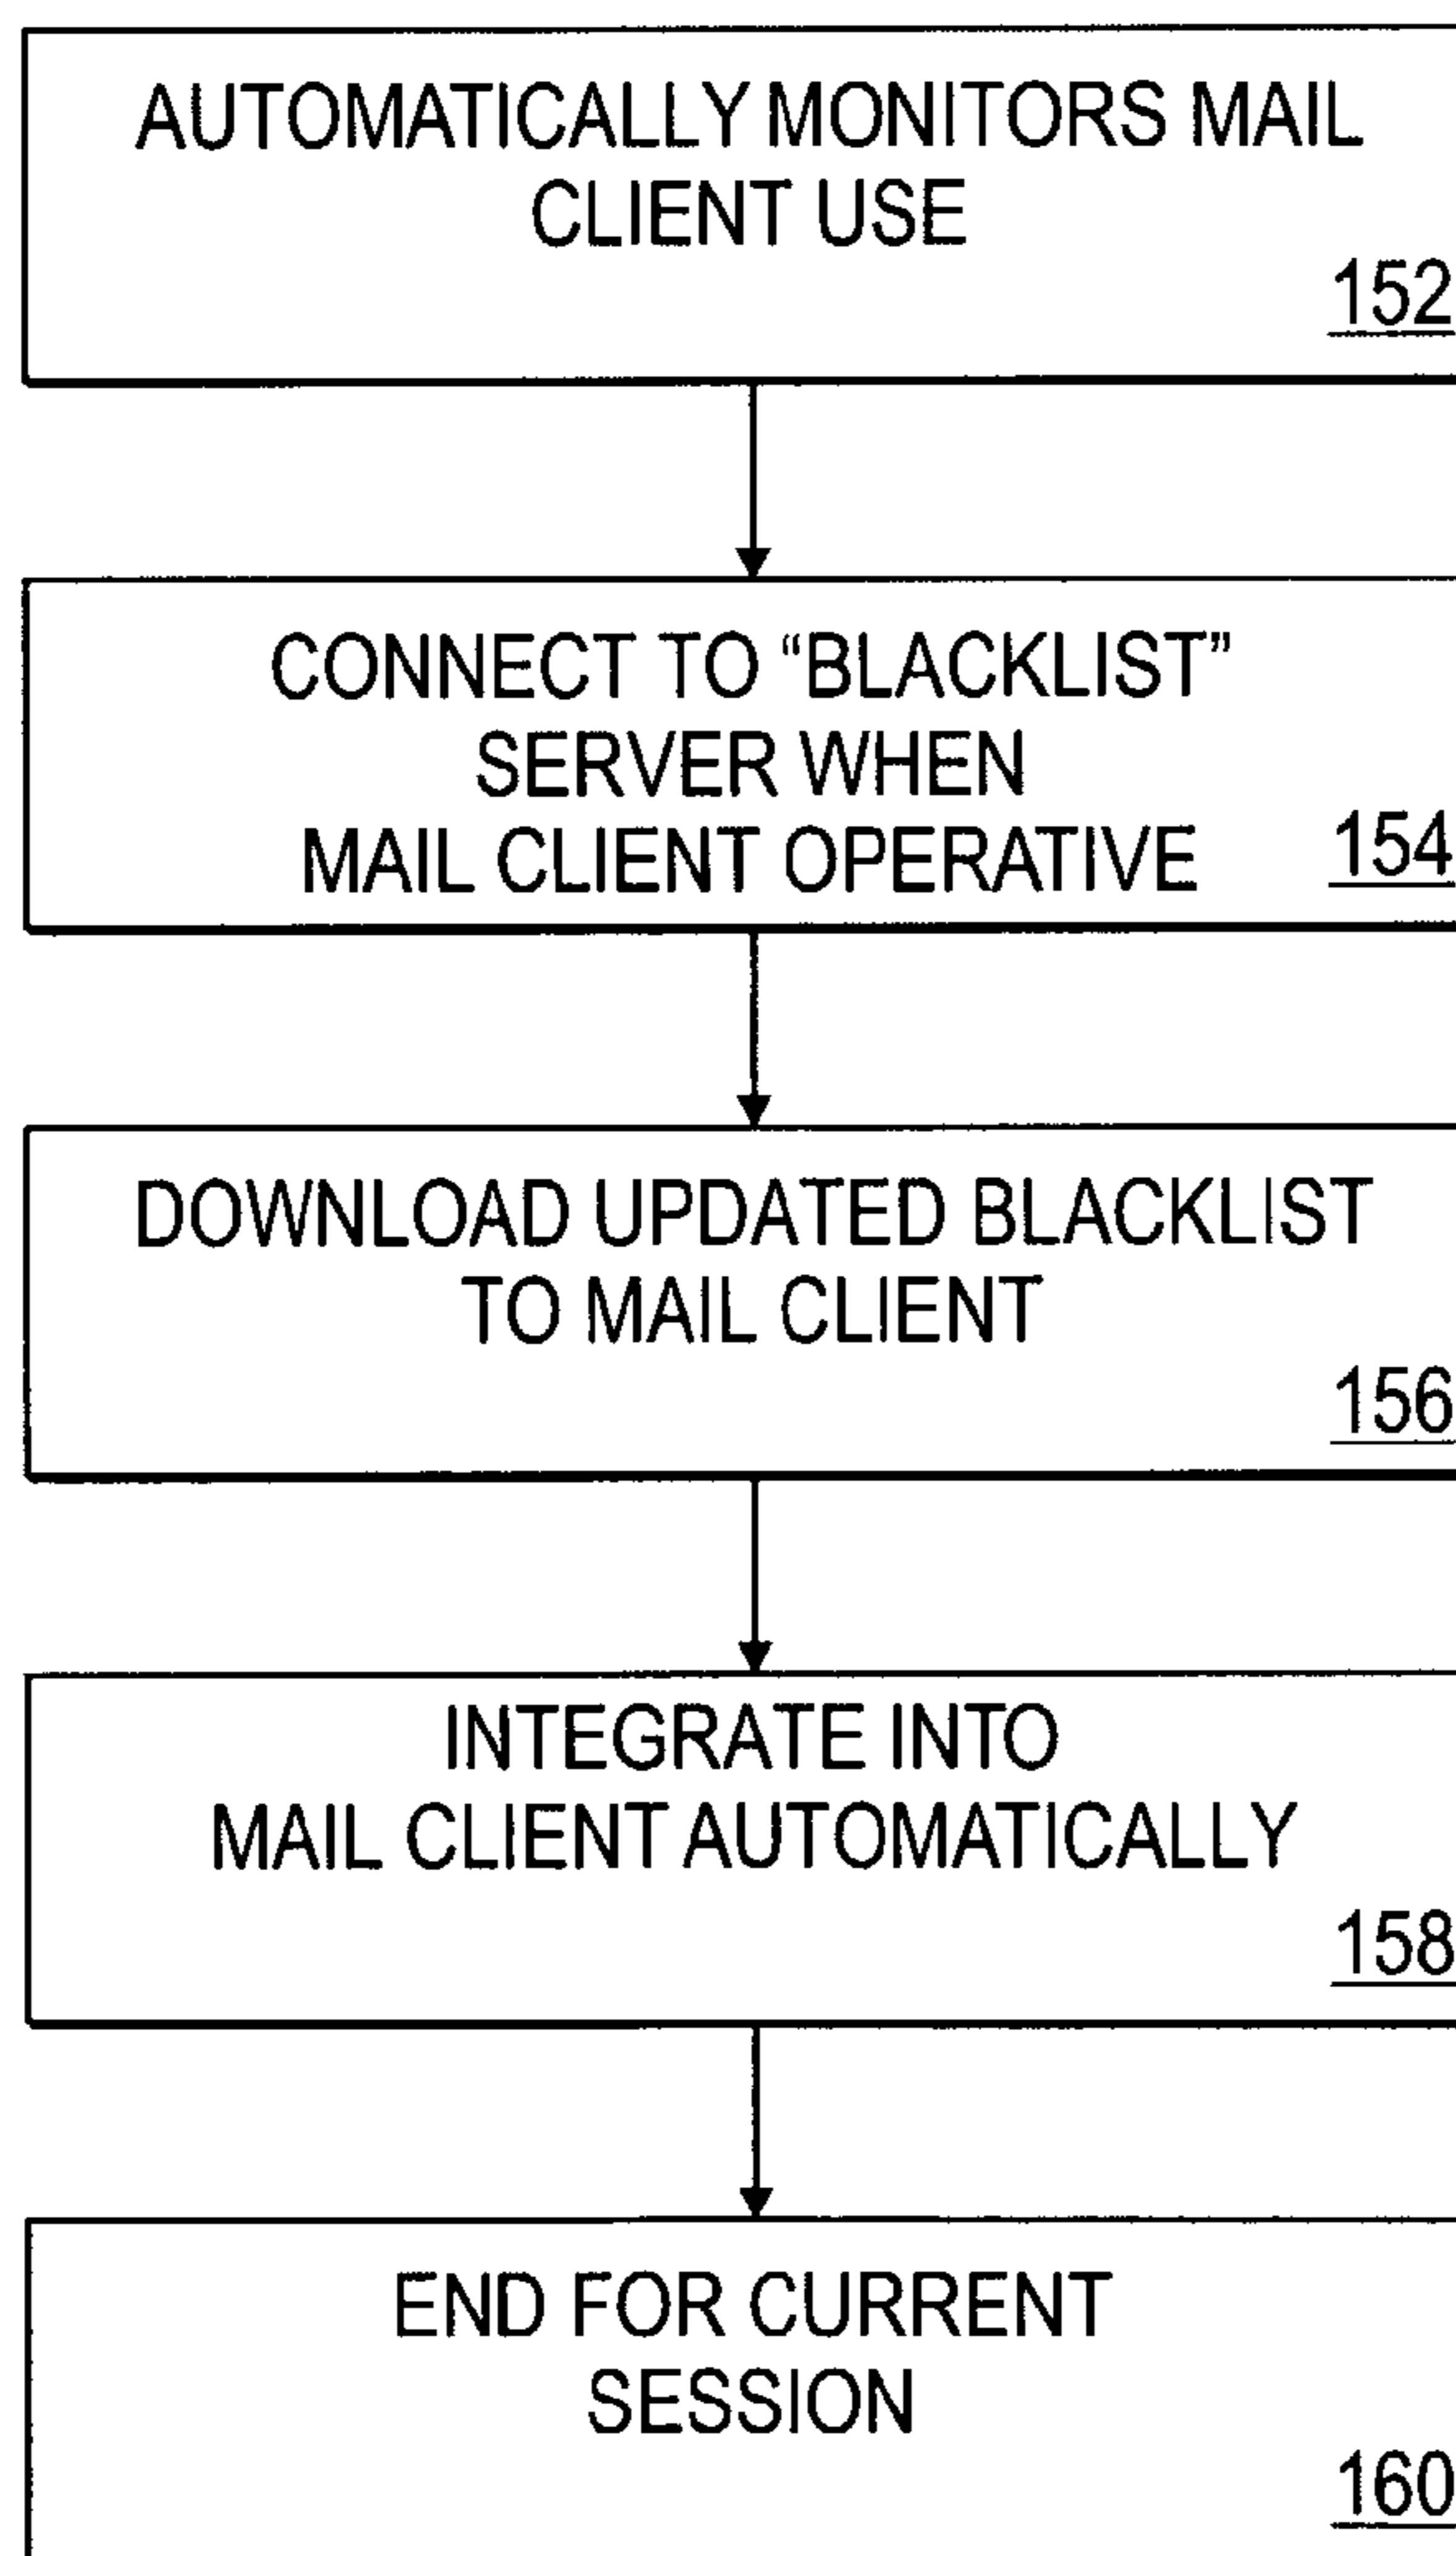 AUTOMATICALLY MONITORS MAIL
CLIENT USE
152
CONNECT TO “BLACKLIST”
SERVER WHEN
MAIL CLIENT OPERATIVE
154
DOWNLOAD UPDATED BLACKLIST
TO MAIL CLIENT
156
INTEGRATE INTO
MAIL CLIENT AUTOMATICALLY
158
END FOR CURRENT
SESSION
160